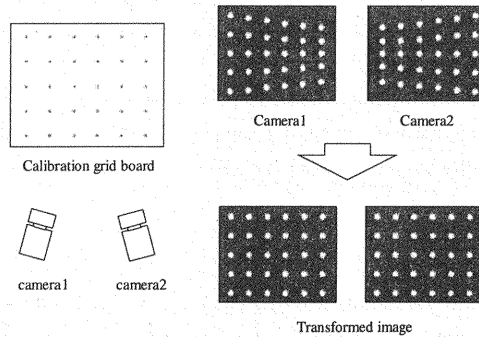 Camera1
Camera2
Calibration grid board
camera1
camera2
Transformed image